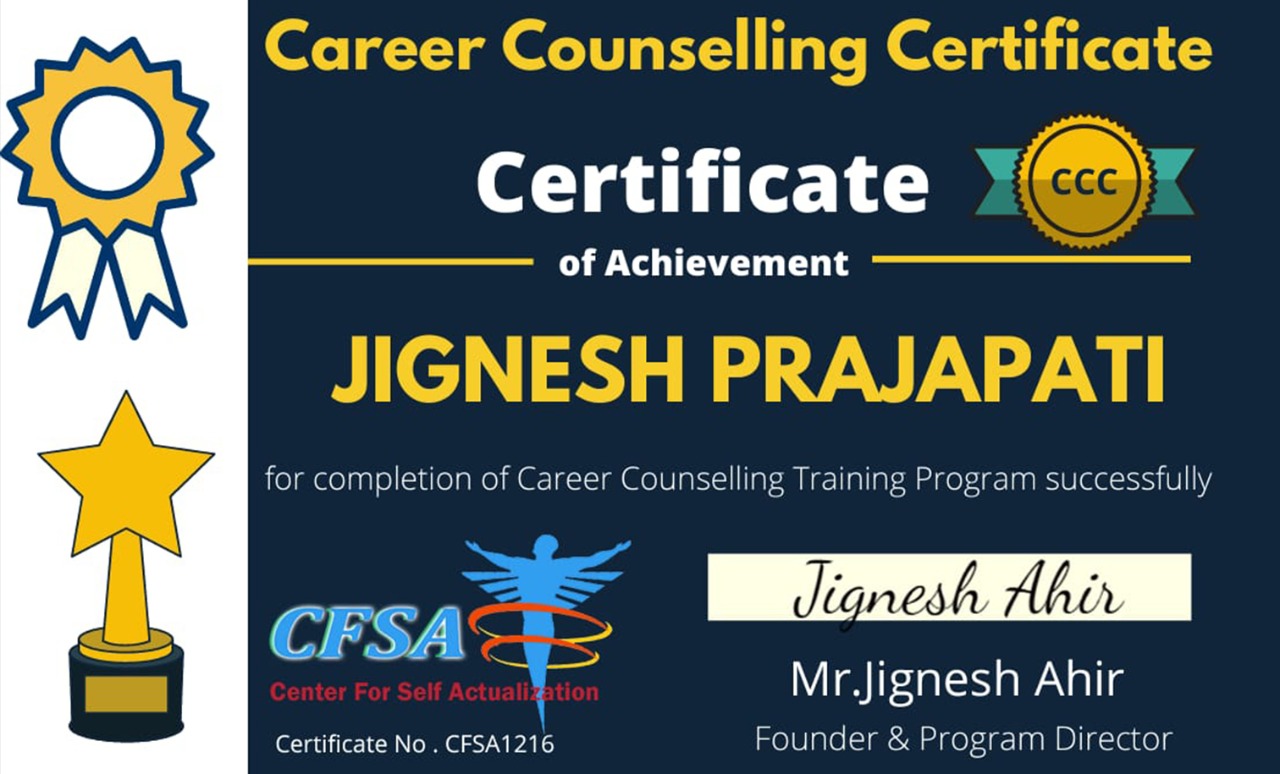 Career Counselling Certificate
Certificate
CCC
of Achievement
JIGNESH PRAJAPATI
for completion of Career Counselling Training Program successfully
CFSA
Center For Self Actualization
Certificate No . CFSA1216
Jignesh Ahir
Mr.Jignesh Ahir
Founder & Program Director